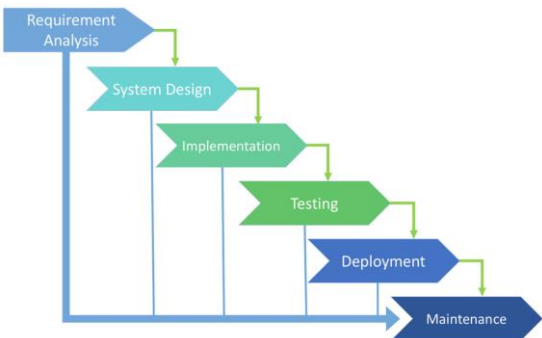 Requirement
Analysis
System Design
Implementation
Testing
Deployment
Maintenance